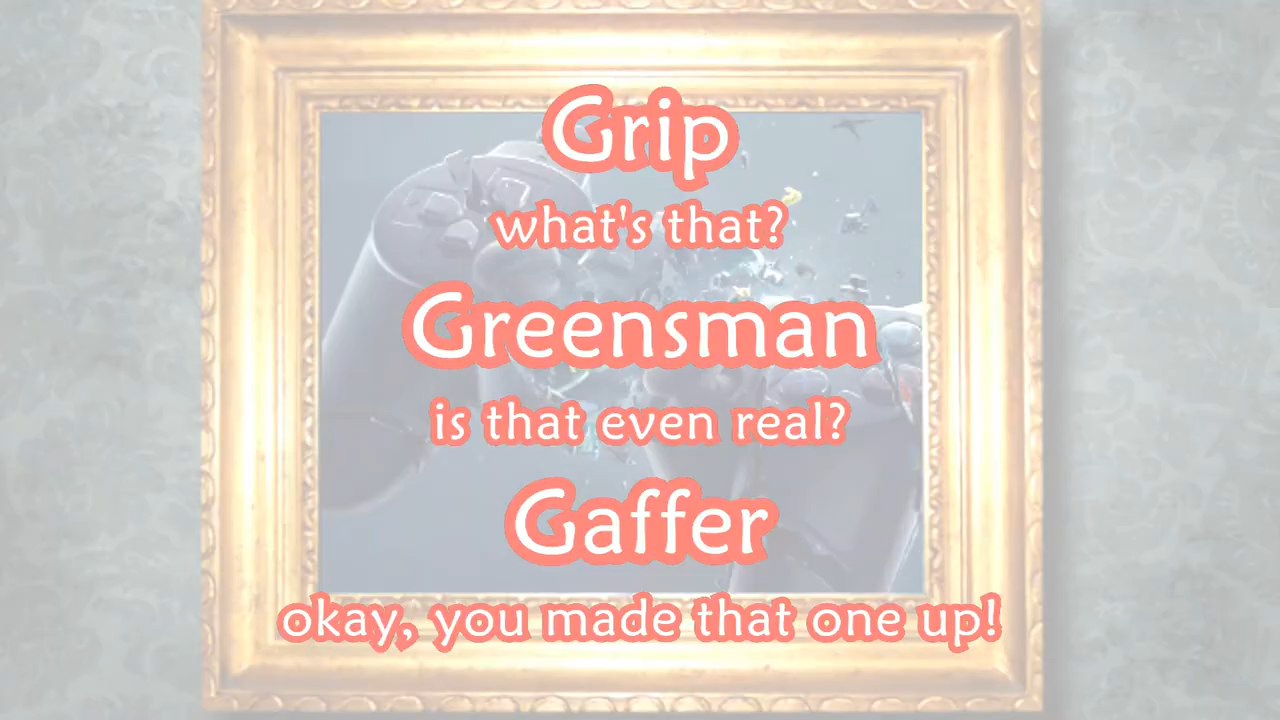 Grip
what's that?
Greensman
is that even real?
Gaffer
okay, you made that one up!